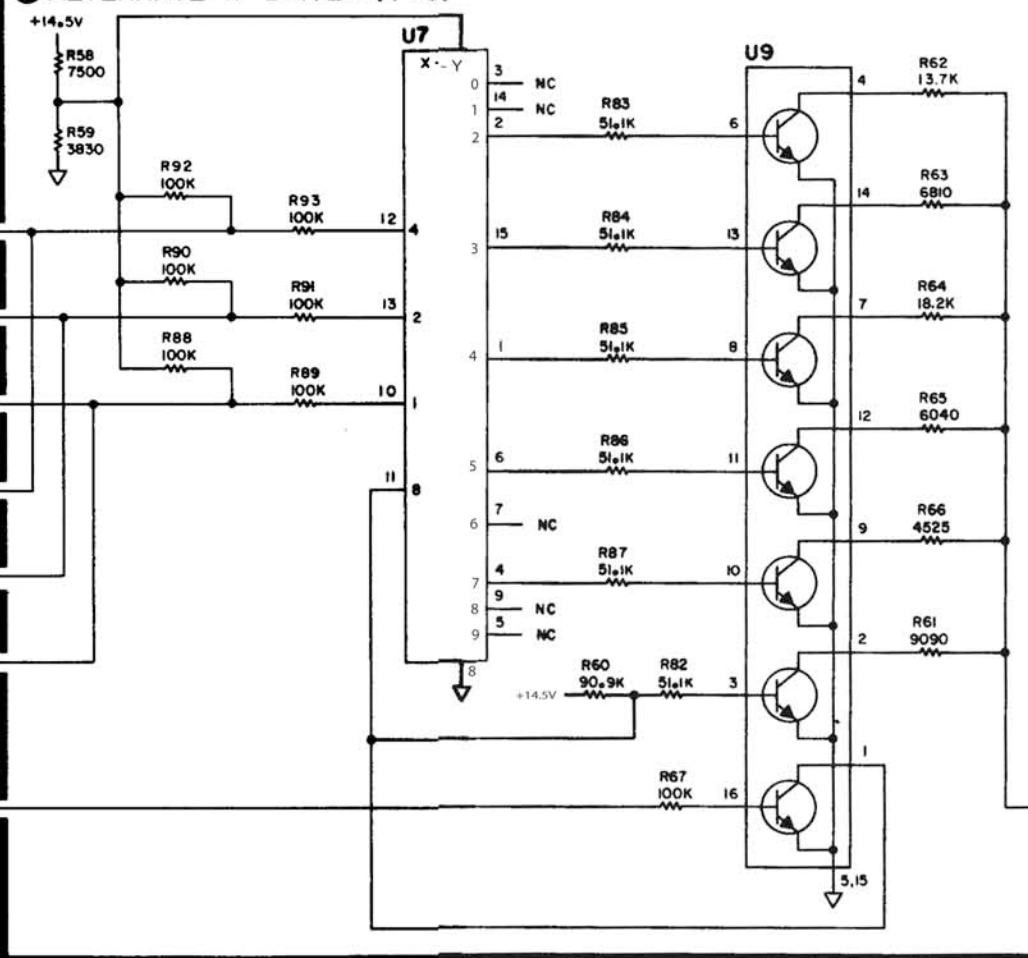 +14.5V
R58
7500
R59
3830
R92
100K
R93
100K
R90
100K
R91
100K
R88
100K
R89
100K
12
13
10
11
U7
X - Y
4
2
1
8
0
1
2
3
4
5
6
7
8
9
8
3 NC
14 NC
2
15
1
6
7 NC
4
9 NC
5 NC
R83
51.1K
R84
51.1K
R85
51.1K
R86
51.1K
R87
51.1K
+14.5V
R60
90.9K
R82
51.1K
R67
100K
U9
6
13
8
11
10
3
16
4
14
7
12
9
2
1
5,15
R62
13.7K
R63
6810
R64
18.2K
R65
6040
R66
4525
R61
9090